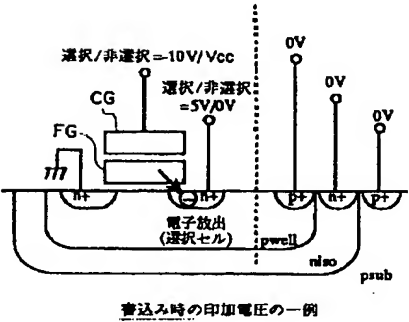 選択/非選択=-10V/Vcc
CG
選択/非選択
=5V/0V
0V
0V
0V
FG
n+
n+
p+
n+
p+
電子放出
(選択セル)
pwell
niso
psub
書込み時の印加電圧の一例